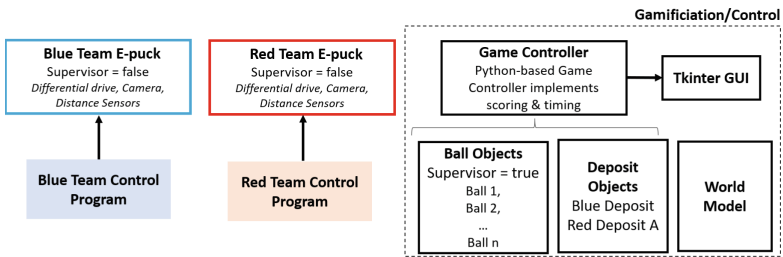 Gamificiation/Control
Blue Team E-puck
Supervisor = false
Differential drive, Camera,
Distance Sensors
Red Team E-puck
Supervisor = false
Differential drive, Camera,
Distance Sensors
Game Controller
Python-based Game
Controller implements
scoring & timing
Tkinter GUI
Blue Team Control
Program
Red Team Control
Program
Ball Objects
Supervisor = true
Ball 1,
Ball 2,
...
Ball n
Deposit
Objects
Blue Deposit
Red Deposit A
World
Model